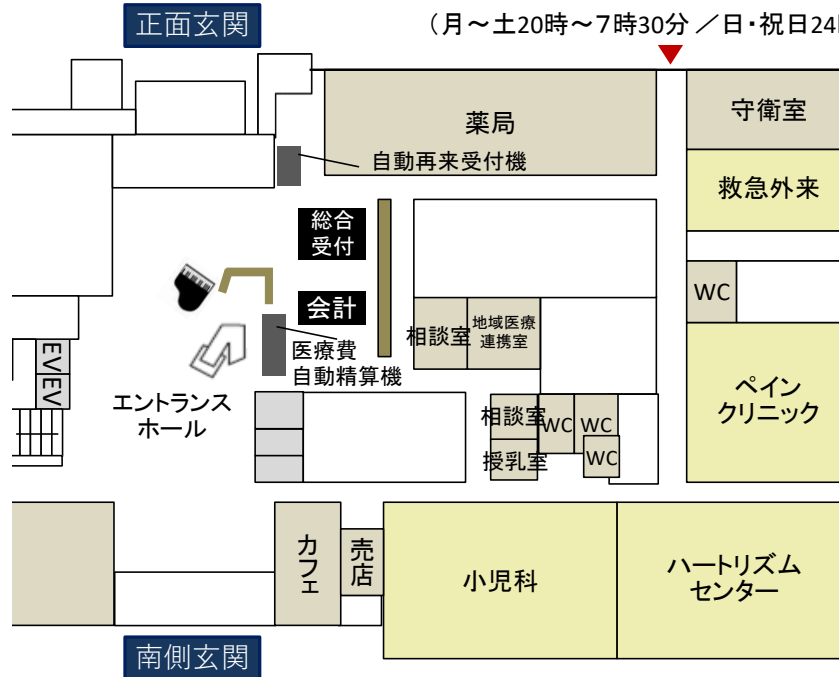 正面玄関
（月～土20時～7時30分 ／日・祝日24
薬局
守衛室
自動再来受付機
救急外来
総合
受付
WC
会計
相談室
地域医療
連携室
医療費
自動精算機
EV
EV
エントランス
ホール
ペイン
クリニック
相談室
WC
WC
授乳室
WC
カフェ
売店
小児科
ハートリズム
センター
南側玄関